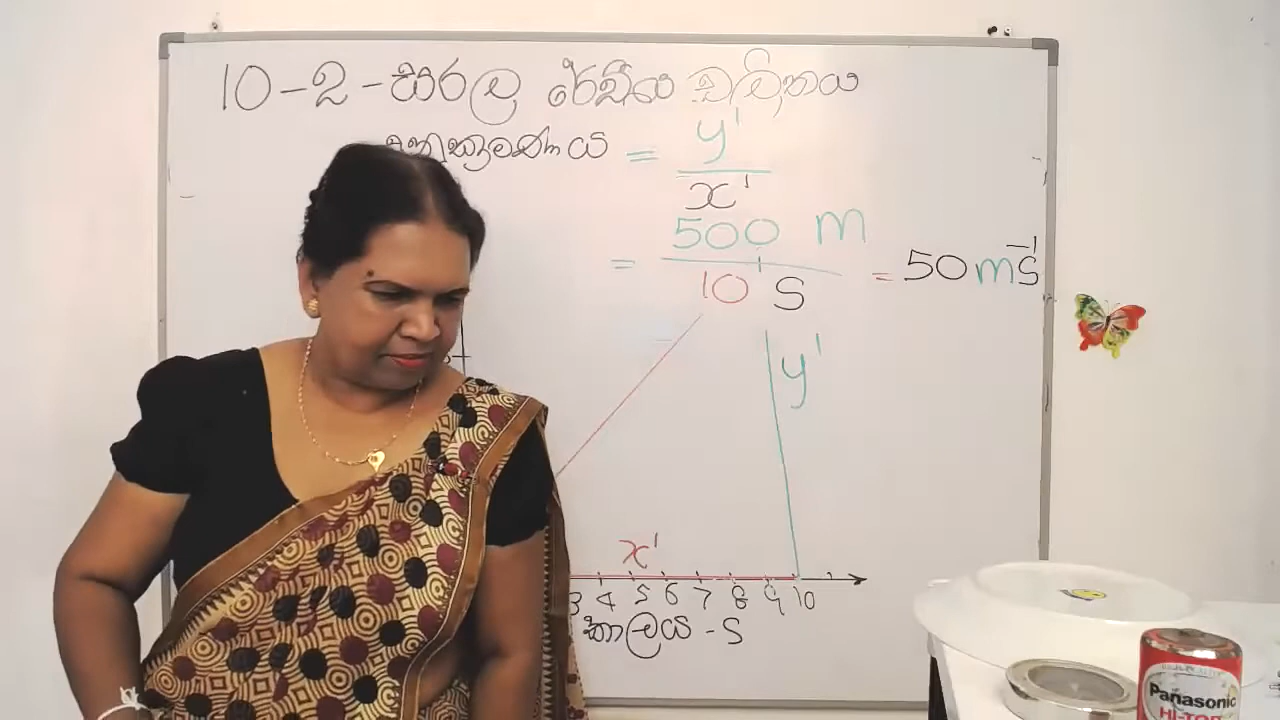 10-2-සරල රේඛීය චලිතය
අනුක්‍රමණය = y'
x'
= 500 m
10 s
= 50 ms⁻¹
y'
x'
3 4 5 6 7 8 9 10
කාලය - s
Panasonic